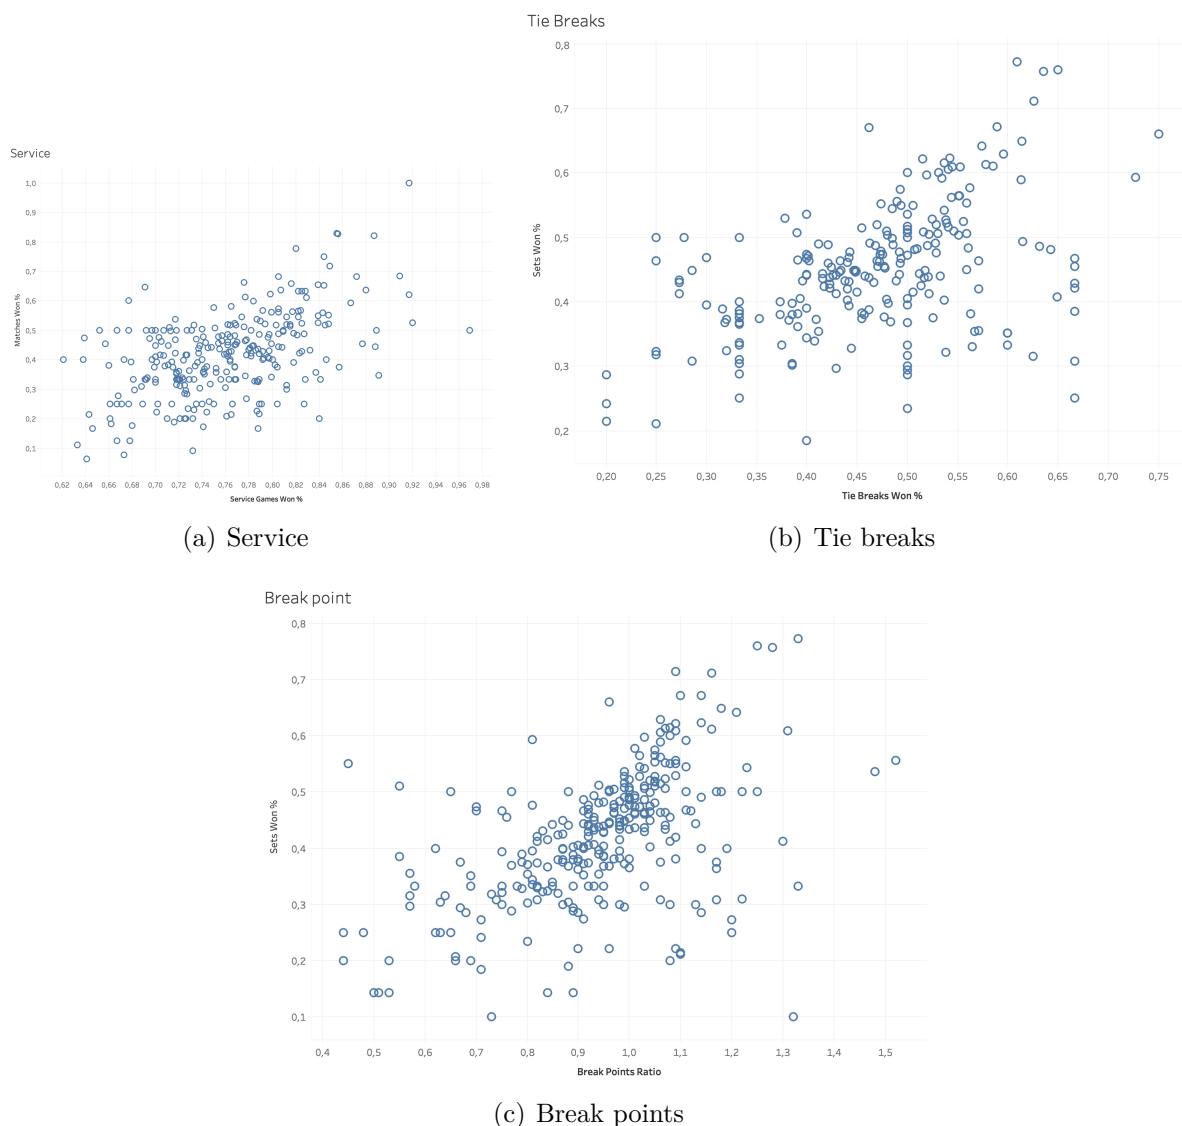 Tie Breaks
0,8
0,7
0,6
0,5
0,4
0,3
0,2
Sets Won %
0,20 0,25 0,30 0,35 0,40 0,45 0,50 0,55 0,60 0,65 0,70 0,75
Tie Breaks Won %
Service
1,0
0,9
0,8
0,7
0,6
0,5
0,4
0,3
0,2
0,1
Matches Won %
0,62 0,64 0,66 0,68 0,70 0,72 0,74 0,76 0,78 0,80 0,82 0,84 0,86 0,88 0,90 0,92 0,94 0,96 0,98
Service Games Won %
(a) Service
(b) Tie breaks
Break point
0,8
0,7
0,6
0,5
0,4
0,3
0,2
0,1
Sets Won %
0,4 0,5 0,6 0,7 0,8 0,9 1,0 1,1 1,2 1,3 1,5
Break Points Ratio
(c) Break points